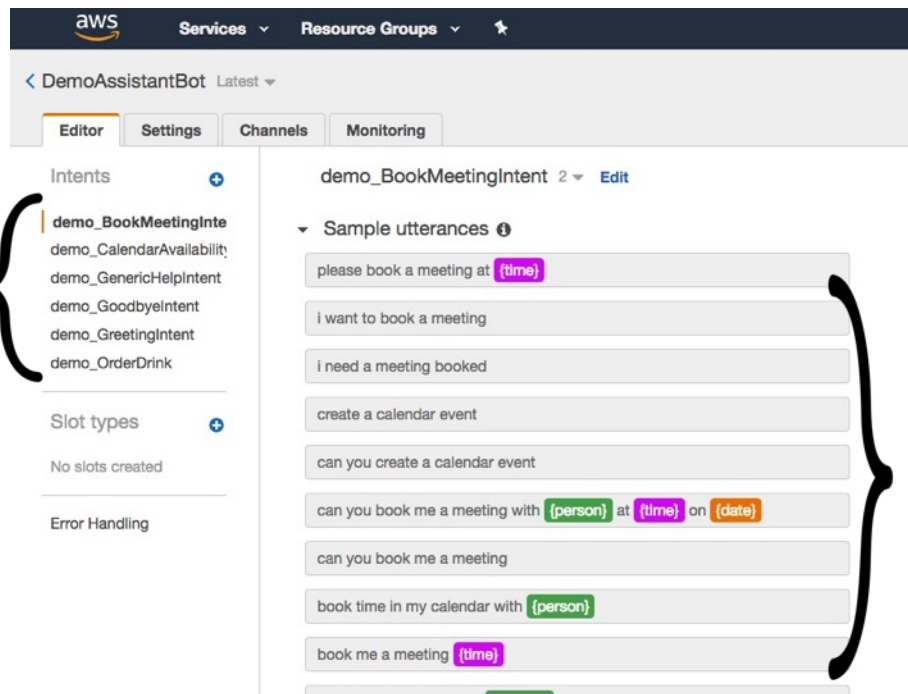 aws Services Resource Groups
DemoAssistantBot Latest
Editor Settings Channels Monitoring
Intents
demo_BookMeetingInte
demo_CalendarAvailability
demo_GenericHelpIntent
demo_GoodbyeIntent
demo_GreetingIntent
demo_OrderDrink
Slot types
No slots created
Error Handling
demo_BookMeetingIntent 2 Edit
Sample utterances
please book a meeting at {time}
i want to book a meeting
i need a meeting booked
create a calendar event
can you create a calendar event
can you book me a meeting with {person} at {time} on {date}
can you book me a meeting
book time in my calendar with {person}
book me a meeting {time}